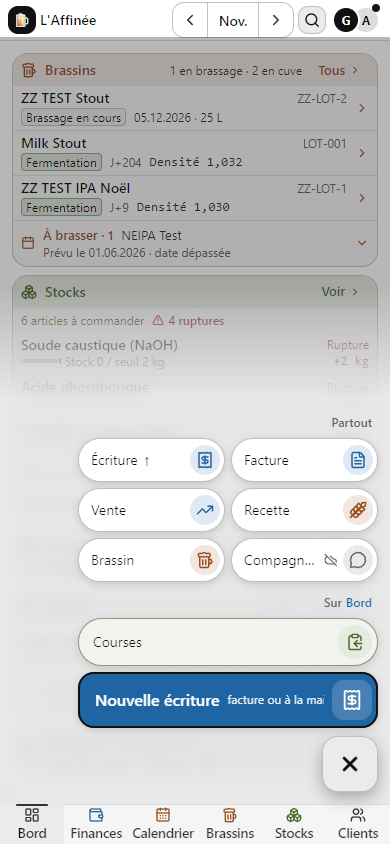 L'Affinée
Nov.
G A
Brassins 1 en brassage · 2 en cuve Tous
ZZ TEST Stout ZZ-LOT-2
Brassage en cours 05.12.2026 · 25 L
Milk Stout LOT-001
Fermentation J+204 Densité 1,032
ZZ TEST IPA Noël ZZ-LOT-1
Fermentation J+9 Densité 1,030
À brasser · 1 NEIPA Test
Prévu le 01.06.2026 · date dépassée
Stocks Voir
6 articles à commander 4 ruptures
Soude caustique (NaOH) Rupture
Stock 0 / seuil 2 kg +2 kg
Acide phosphorique Rupture
Partout
Écriture ↑ Facture
Vente Recette
Brassin Compagn...
Sur Bord
Courses
Nouvelle écriture facture ou à la mai
Bord Finances Calendrier Brassins Stocks Clients